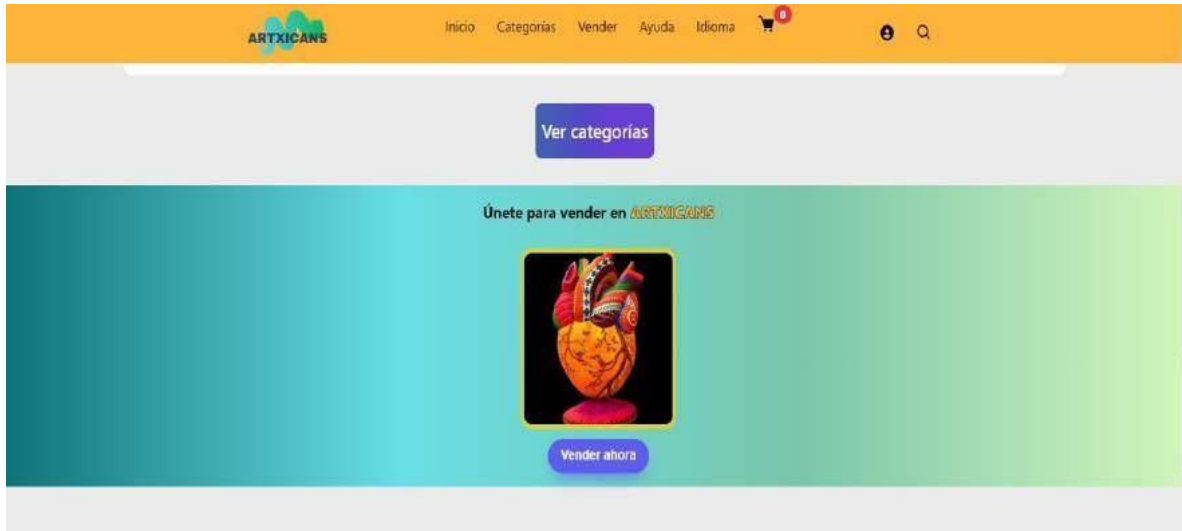 ARTXICANS
Inicio Categorías Vender Ayuda Idioma 0
Ver categorías
Únete para vender en ARTXICANS
Vender ahora